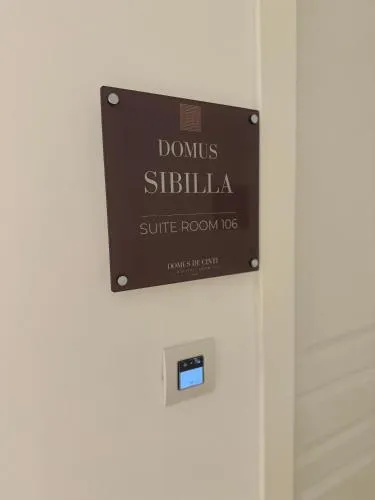 DOMUS
SIBILLA
SUITE ROOM 106
DOMUS DE CINTI